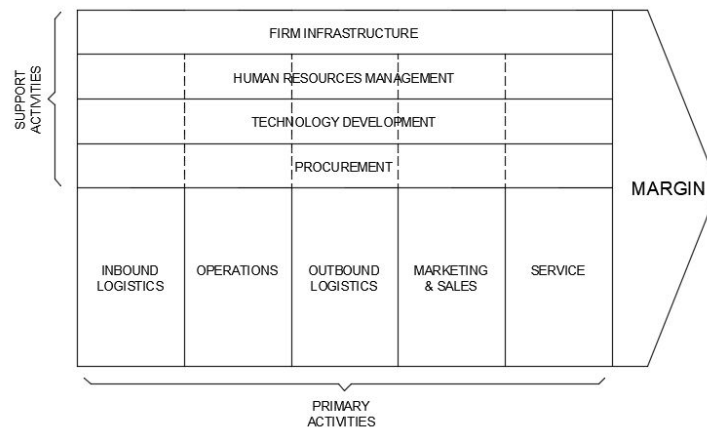 FIRM INFRASTRUCTURE
HUMAN RESOURCES MANAGEMENT
TECHNOLOGY DEVELOPMENT
PROCUREMENT
SUPPORT
ACTIVITIES
MARGIN
INBOUND
LOGISTICS
OPERATIONS
OUTBOUND
LOGISTICS
MARKETING
& SALES
SERVICE
PRIMARY
ACTIVITIES